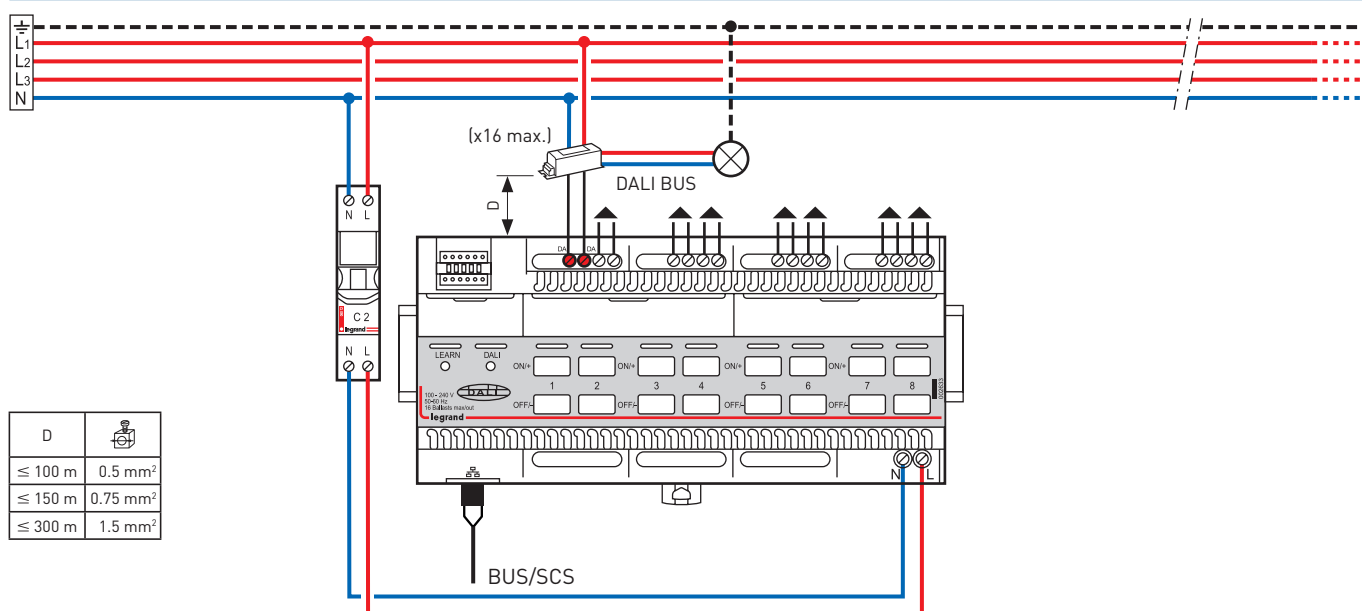 L1
L2
L3
N
(x16 max.)
DALI BUS
D
N L
C 2
legrand
N L
DA DA
LEARN DALI
ON/+ ON/+ ON/+ ON/+
1 2 3 4 5 6 7 8
OFF/- OFF/- OFF/- OFF/-
100 - 240 V
50-60 Hz
16 Ballasts max/out
DALI
legrand
002633
N L
BUS/SCS
D
≤ 100 m 0.5 mm²
≤ 150 m 0.75 mm²
≤ 300 m 1.5 mm²